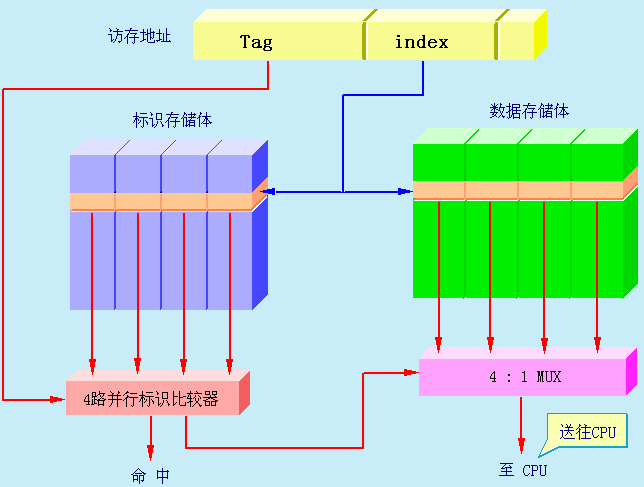 访存地址
Tag
index
标识存储体
数据存储体
4路并行标识比较器
4 : 1 MUX
送往CPU
命 中
至 CPU